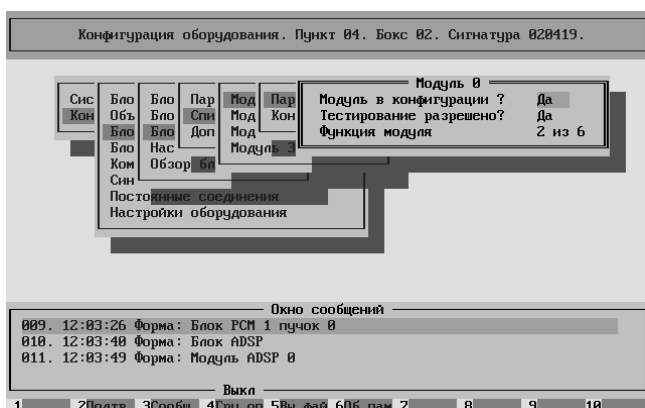 Конфигурация оборудования. Пункт 04. Бокс 02. Сигнатура 020419.
Модуль 0
Сис Бло Бло Пар Мод Пар Модуль в конфигурации ? Да
Кон Объ Бло Спи Мод Кон Тестирование разрешено? Да
Бло Бло Доп Мод Функция модуля 2 из 6
Бло Нас Модуль 3
Ком Обзор бл
Син
Постоянные соединения
Настройки оборудования
Окно сообщений
009. 12:03:26 Форма: Блок PCM 1 пучок 0
010. 12:03:40 Форма: Блок ADSP
011. 12:03:49 Форма: Модуль ADSP 0
Выкл
1 2Подтв 3Сообщ 4Грп оп 5Вы фай 6Об пам 7 8 9 10